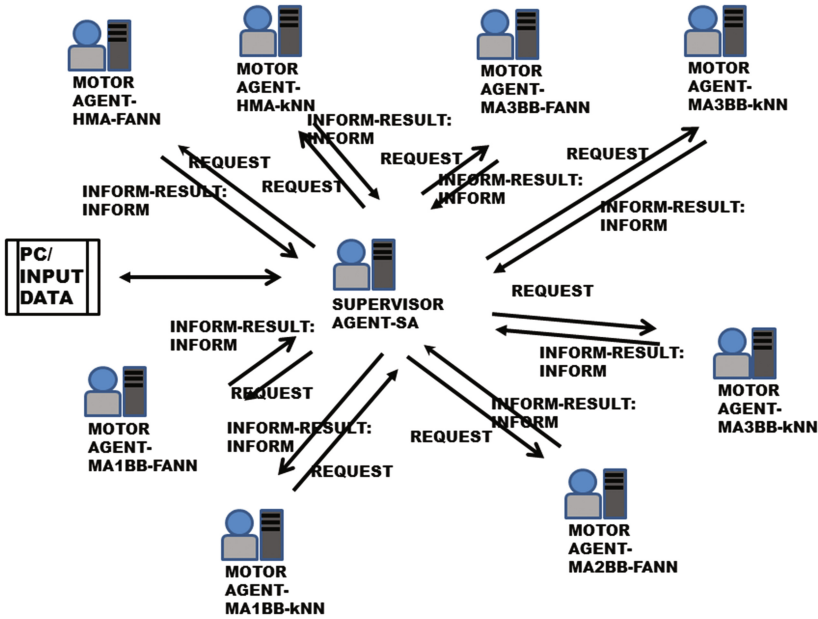 MOTOR
AGENT-
HMA-FANN
MOTOR
AGENT-
HMA-kNN
MOTOR
AGENT-
MA3BB-FANN
MOTOR
AGENT-
MA3BB-kNN
INFORM-RESULT:
INFORM
REQUEST
REQUEST
REQUEST
REQUEST
INFORM-RESULT:
INFORM
INFORM-RESULT:
INFORM
INFORM-RESULT:
INFORM
PC/
INPUT
DATA
SUPERVISOR
AGENT-SA
REQUEST
INFORM-RESULT:
INFORM
INFORM-RESULT:
INFORM
REQUEST
MOTOR
AGENT-
MA3BB-kNN
MOTOR
AGENT-
MA1BB-FANN
INFORM-RESULT:
INFORM
REQUEST
INFORM-RESULT:
INFORM
REQUEST
MOTOR
AGENT-
MA1BB-kNN
MOTOR
AGENT-
MA2BB-FANN